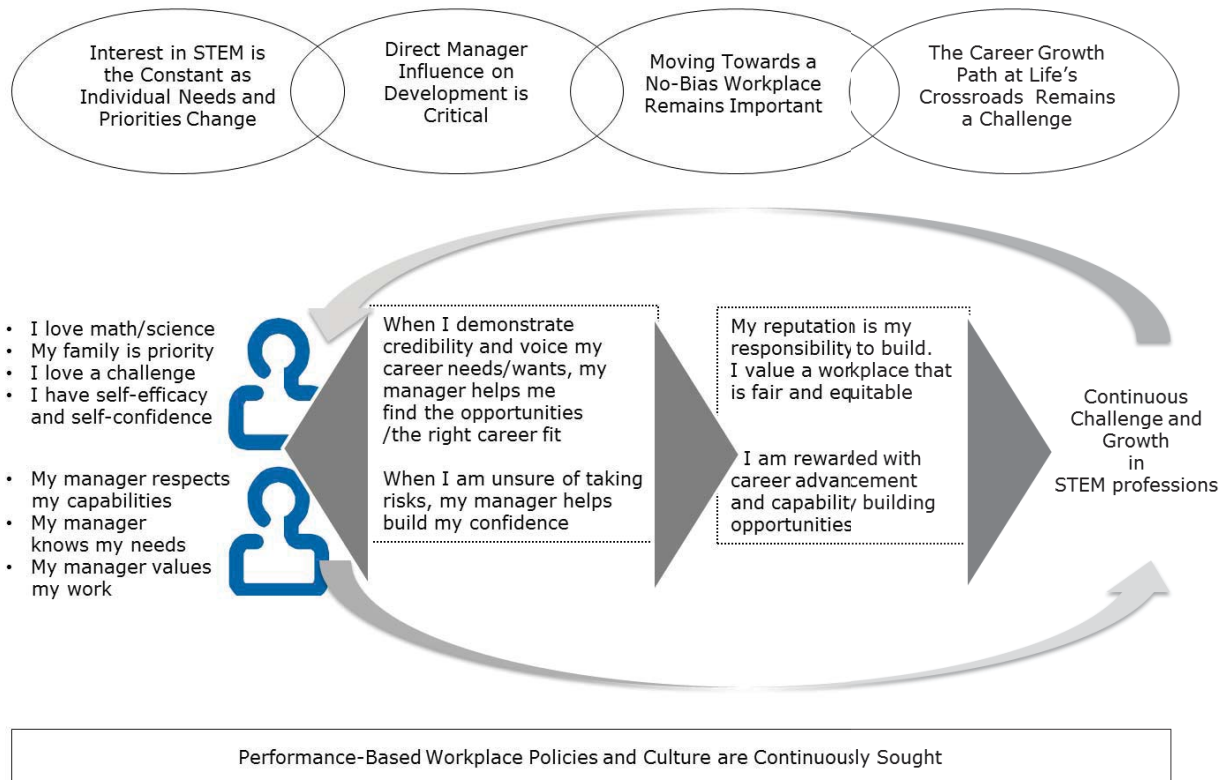 Interest in STEM is
the Constant as
Individual Needs and
Priorities Change
Direct Manager
Influence on
Development is
Critical
Moving Towards a
No-Bias Workplace
Remains Important
The Career Growth
Path at Life's
Crossroads Remains
a Challenge
• I love math/science
• My family is priority
• I love a challenge
• I have self-efficacy
and self-confidence
• My manager respects
my capabilities
• My manager
knows my needs
• My manager values
my work
When I demonstrate
credibility and voice my
career needs/wants, my
manager helps me
find the opportunities
/the right career fit
When I am unsure of taking
risks, my manager helps
build my confidence
My reputation is my
responsibility to build.
I value a workplace that
is fair and equitable
I am rewarded with
career advancement
and capability building
opportunities
Continuous
Challenge and
Growth
in
STEM professions
Performance-Based Workplace Policies and Culture are Continuously Sought